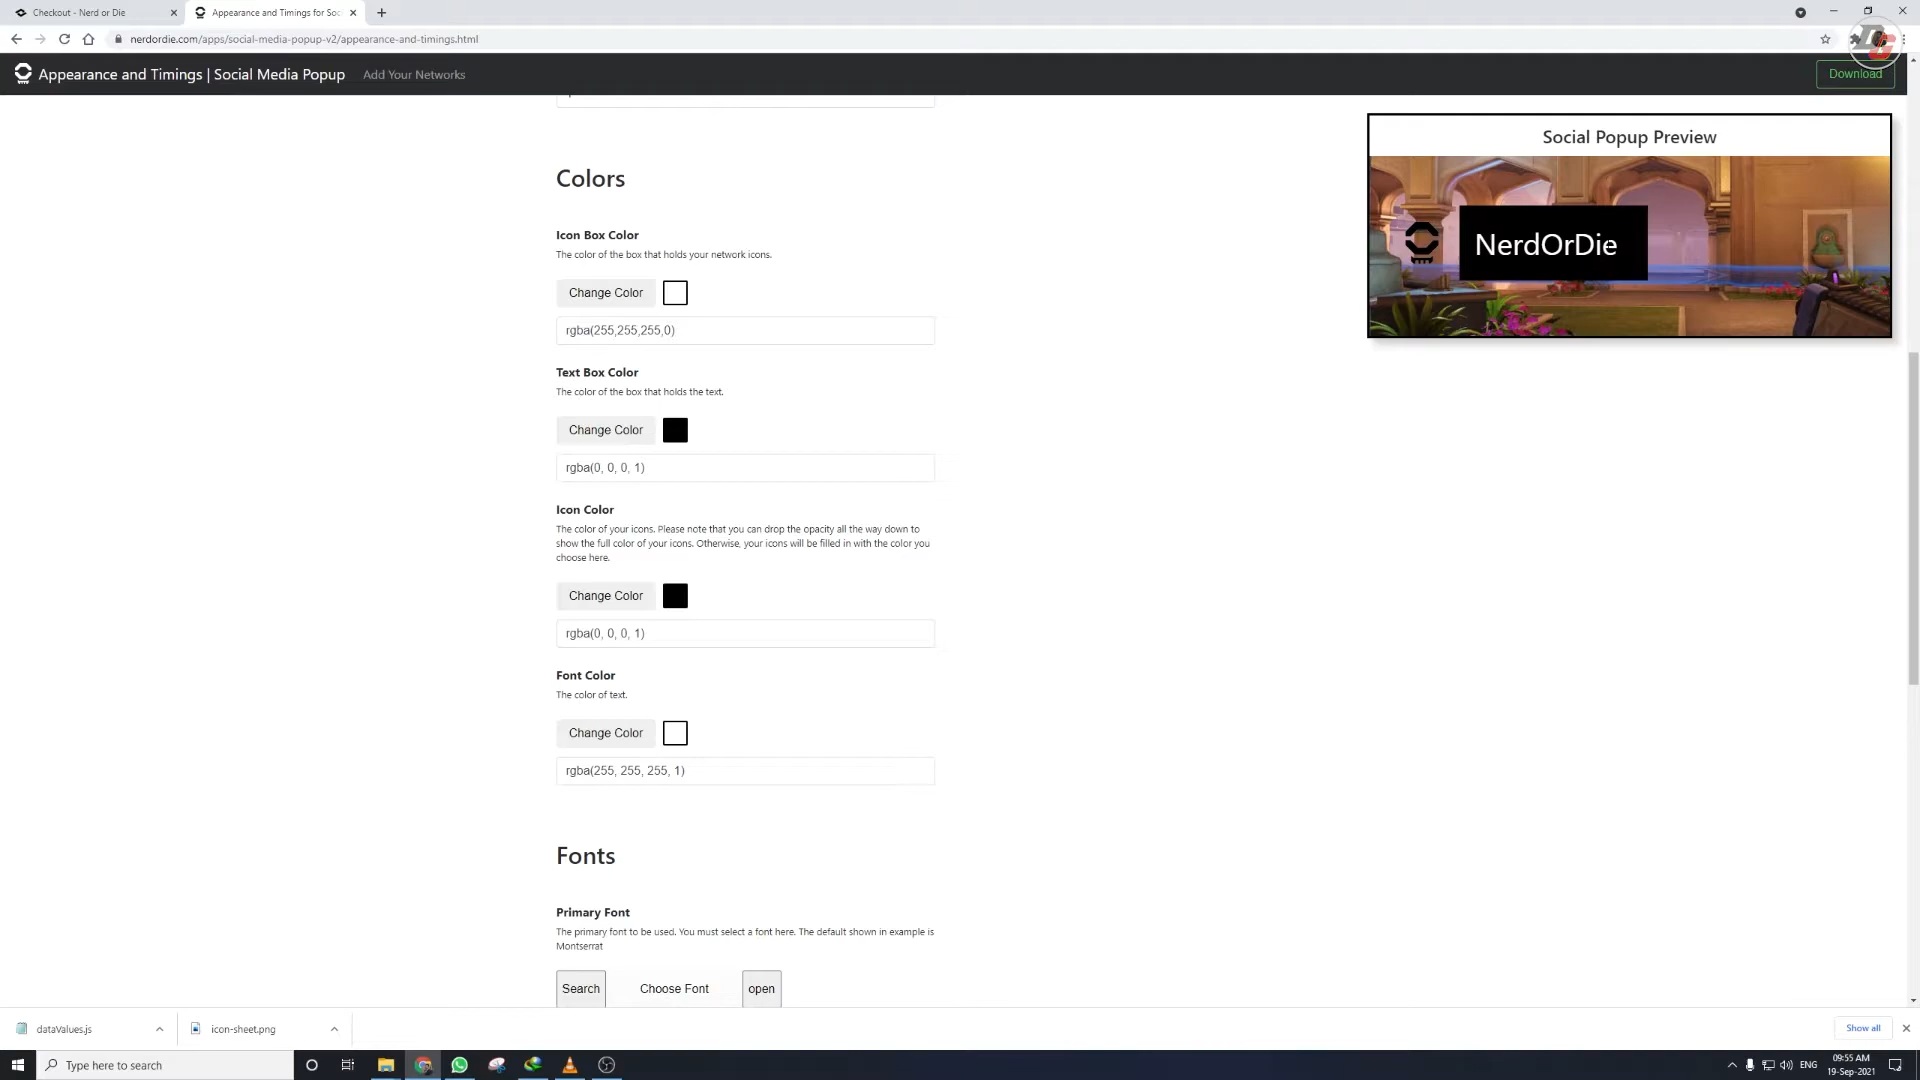 Checkout - Nerd or Die
Appearance and Timings for Soc
nerdordie.com/apps/social-media-popup-v2/appearance-and-timings.html
Appearance and Timings | Social Media Popup
Add Your Networks
Download
Social Popup Preview
NerdOrDie
Colors
Icon Box Color
The color of the box that holds your network icons.
Change Color
rgba(255,255,255,0)
Text Box Color
The color of the box that holds the text.
Change Color
rgba(0, 0, 0, 1)
Icon Color
The color of your icons. Please note that you can drop the opacity all the way down to
show the full color of your icons. Otherwise, your icons will be filled in with the color you
choose here.
Change Color
rgba(0, 0, 0, 1)
Font Color
The color of text.
Change Color
rgba(255, 255, 255, 1)
Fonts
Primary Font
The primary font to be used. You must select a font here. The default shown in example is
Montserrat
Search
Choose Font
open
dataValues.js
icon-sheet.png
Show all
Type here to search
ENG
09:55 AM
19-Sep-2021